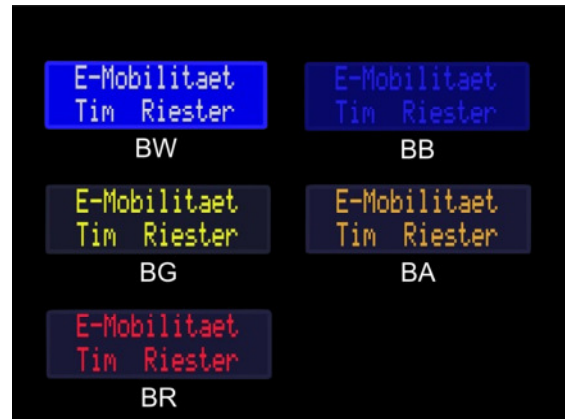 E-Mobilitaet
Tim Riester
BW
E-Mobilitaet
Tim Riester
BB
E-Mobilitaet
Tim Riester
BG
E-Mobilitaet
Tim Riester
BA
E-Mobilitaet
Tim Riester
BR